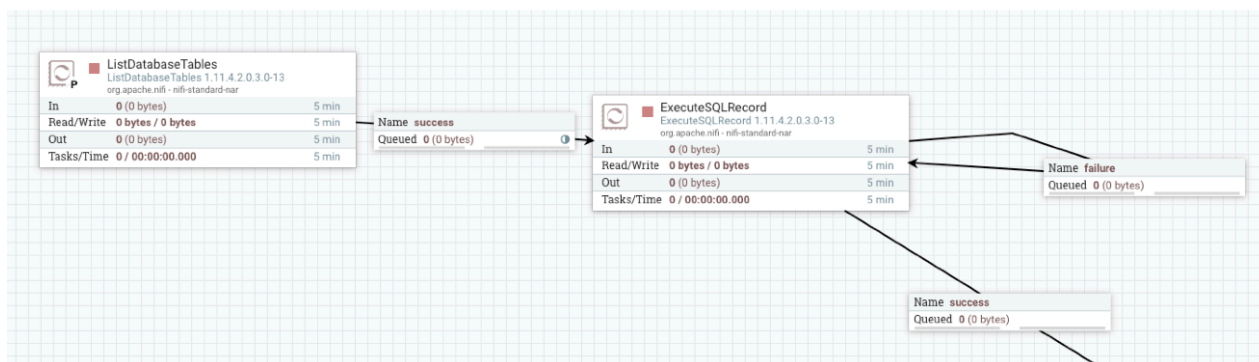 ListDatabaseTables
ListDatabaseTables 1.11.4.2.0.3.0-13
org.apache.nifi - nifi-standard-nar
P
In 0 (0 bytes) 5 min
Read/Write 0 bytes / 0 bytes 5 min
Out 0 (0 bytes) 5 min
Tasks/Time 0 / 00:00:00.000 5 min
Name success
Queued 0 (0 bytes)
ExecuteSQLRecord
ExecuteSQLRecord 1.11.4.2.0.3.0-13
org.apache.nifi - nifi-standard-nar
In 0 (0 bytes) 5 min
Read/Write 0 bytes / 0 bytes 5 min
Out 0 (0 bytes) 5 min
Tasks/Time 0 / 00:00:00.000 5 min
Name failure
Queued 0 (0 bytes)
Name success
Queued 0 (0 bytes)